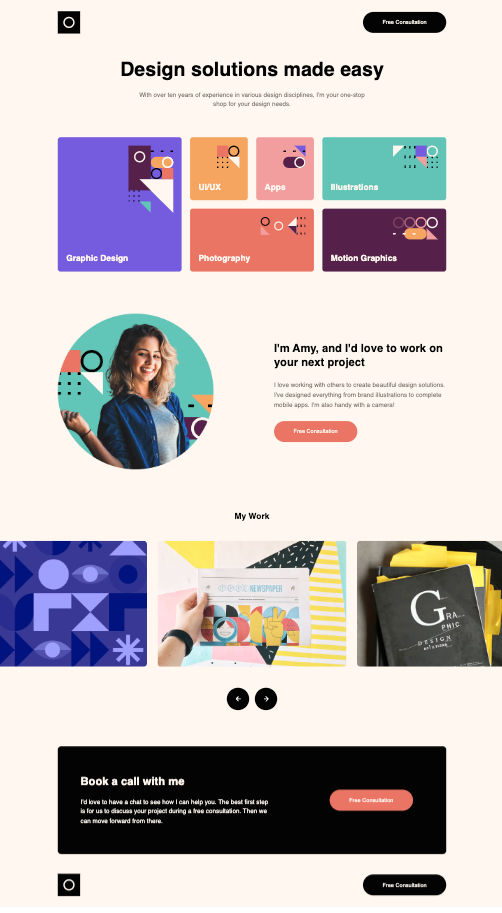 Free Consultation
Design solutions made easy
With over ten years of experience in various design disciplines, I'm your one-stop
shop for your design needs.
Graphic Design
UI/UX
Apps
Illustrations
Photography
Motion Graphics
I'm Amy, and I'd love to work on
your next project
I love working with others to create beautiful design solutions.
I've designed everything from brand illustrations to complete
mobile apps. I'm also handy with a camera!
Free Consultation
My Work
NEWSPAPER
GRA
PHIC
DESIGN
Book a call with me
I'd love to have a chat to see how I can help you. The best first step
is for us to discuss your project during a free consultation. Then we
can move forward from there.
Free Consultation
Free Consultation